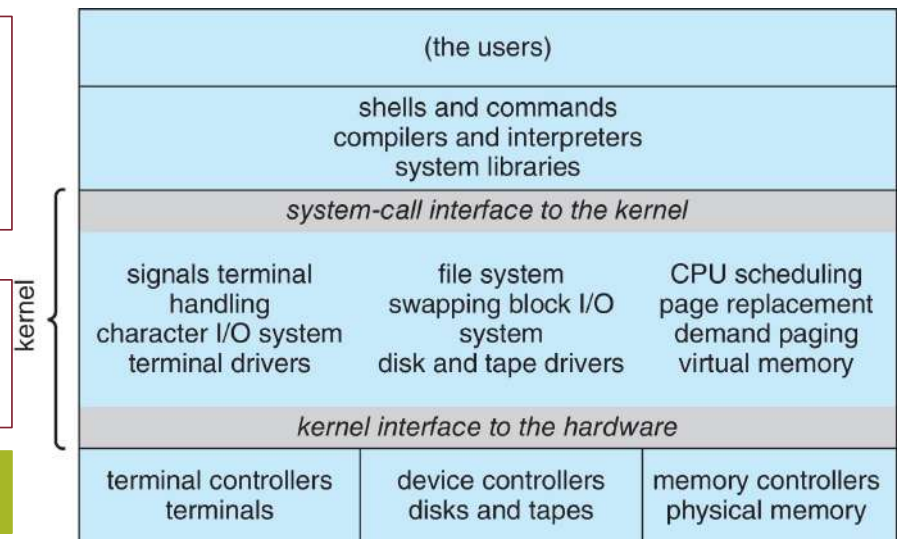 (the users)
shells and commands
compilers and interpreters
system libraries
kernel
system-call interface to the kernel
signals terminal
handling
character I/O system
terminal drivers
file system
swapping block I/O
system
disk and tape drivers
CPU scheduling
page replacement
demand paging
virtual memory
kernel interface to the hardware
terminal controllers
terminals
device controllers
disks and tapes
memory controllers
physical memory